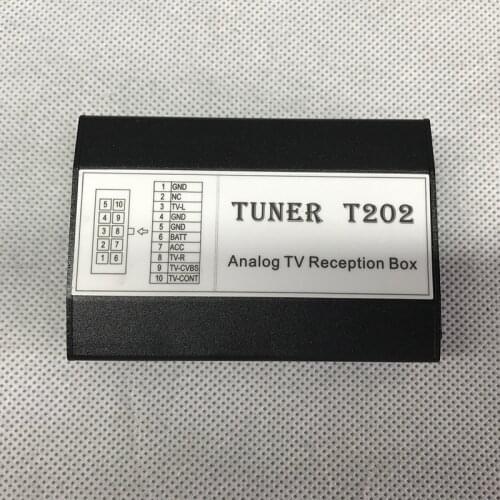 5 10
4 9
3 8
2 7
1 6
1 GND
2 NC
3 TV-L
4 GND
5 GND
6 BATT
7 ACC
8 TV-R
9 TV-CVBS
10 TV-CONT
TUNER T202
Analog TV Reception Box